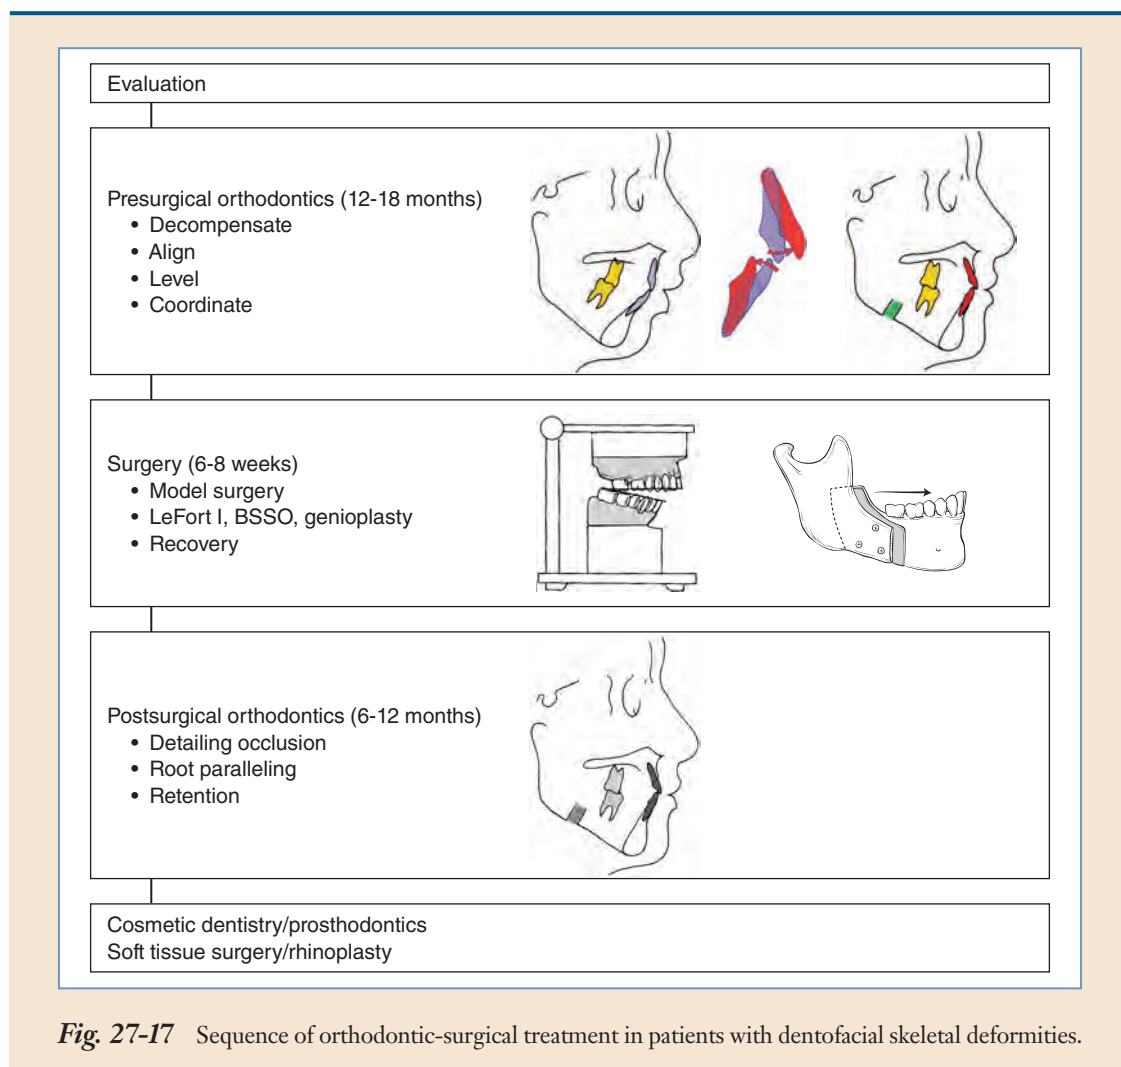 Evaluation
Presurgical orthodontics (12-18 months)
• Decompensate
• Align
• Level
• Coordinate
Surgery (6-8 weeks)
• Model surgery
• LeFort I, BSSO, genioplasty
• Recovery
Postsurgical orthodontics (6-12 months)
• Detailing occlusion
• Root paralleling
• Retention
Cosmetic dentistry/prosthodontics
Soft tissue surgery/rhinoplasty
Fig. 27-17 Sequence of orthodontic-surgical treatment in patients with dentofacial skeletal deformities.